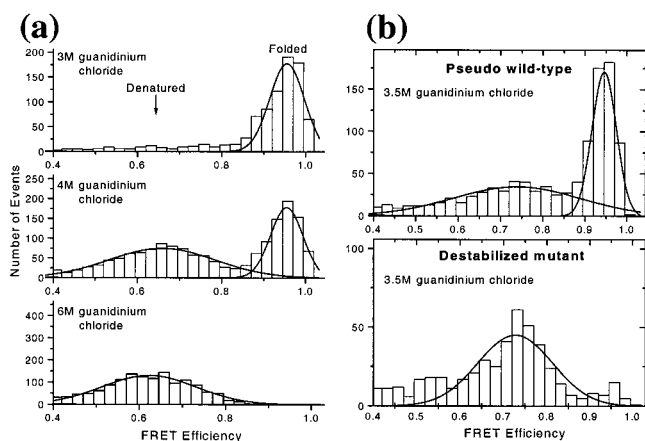 (a)
3M guanidinium
chloride
Folded
Denatured
200
150
100
50
0
0.4 0.6 0.8 1.0
4M guanidinium
chloride
250
200
150
100
50
0
0.4 0.6 0.8 1.0
6M guanidinium
chloride
400
300
200
100
0
0.4 0.6 0.8 1.0
Number of Events
FRET Efficiency
(b)
Pseudo wild-type
3.5M guanidinium chloride
150
100
50
0
0.4 0.5 0.6 0.7 0.8 0.9 1.0
Destabilized mutant
3.5M guanidinium chloride
100
50
0
0.4 0.5 0.6 0.7 0.8 0.9 1.0
FRET Efficiency